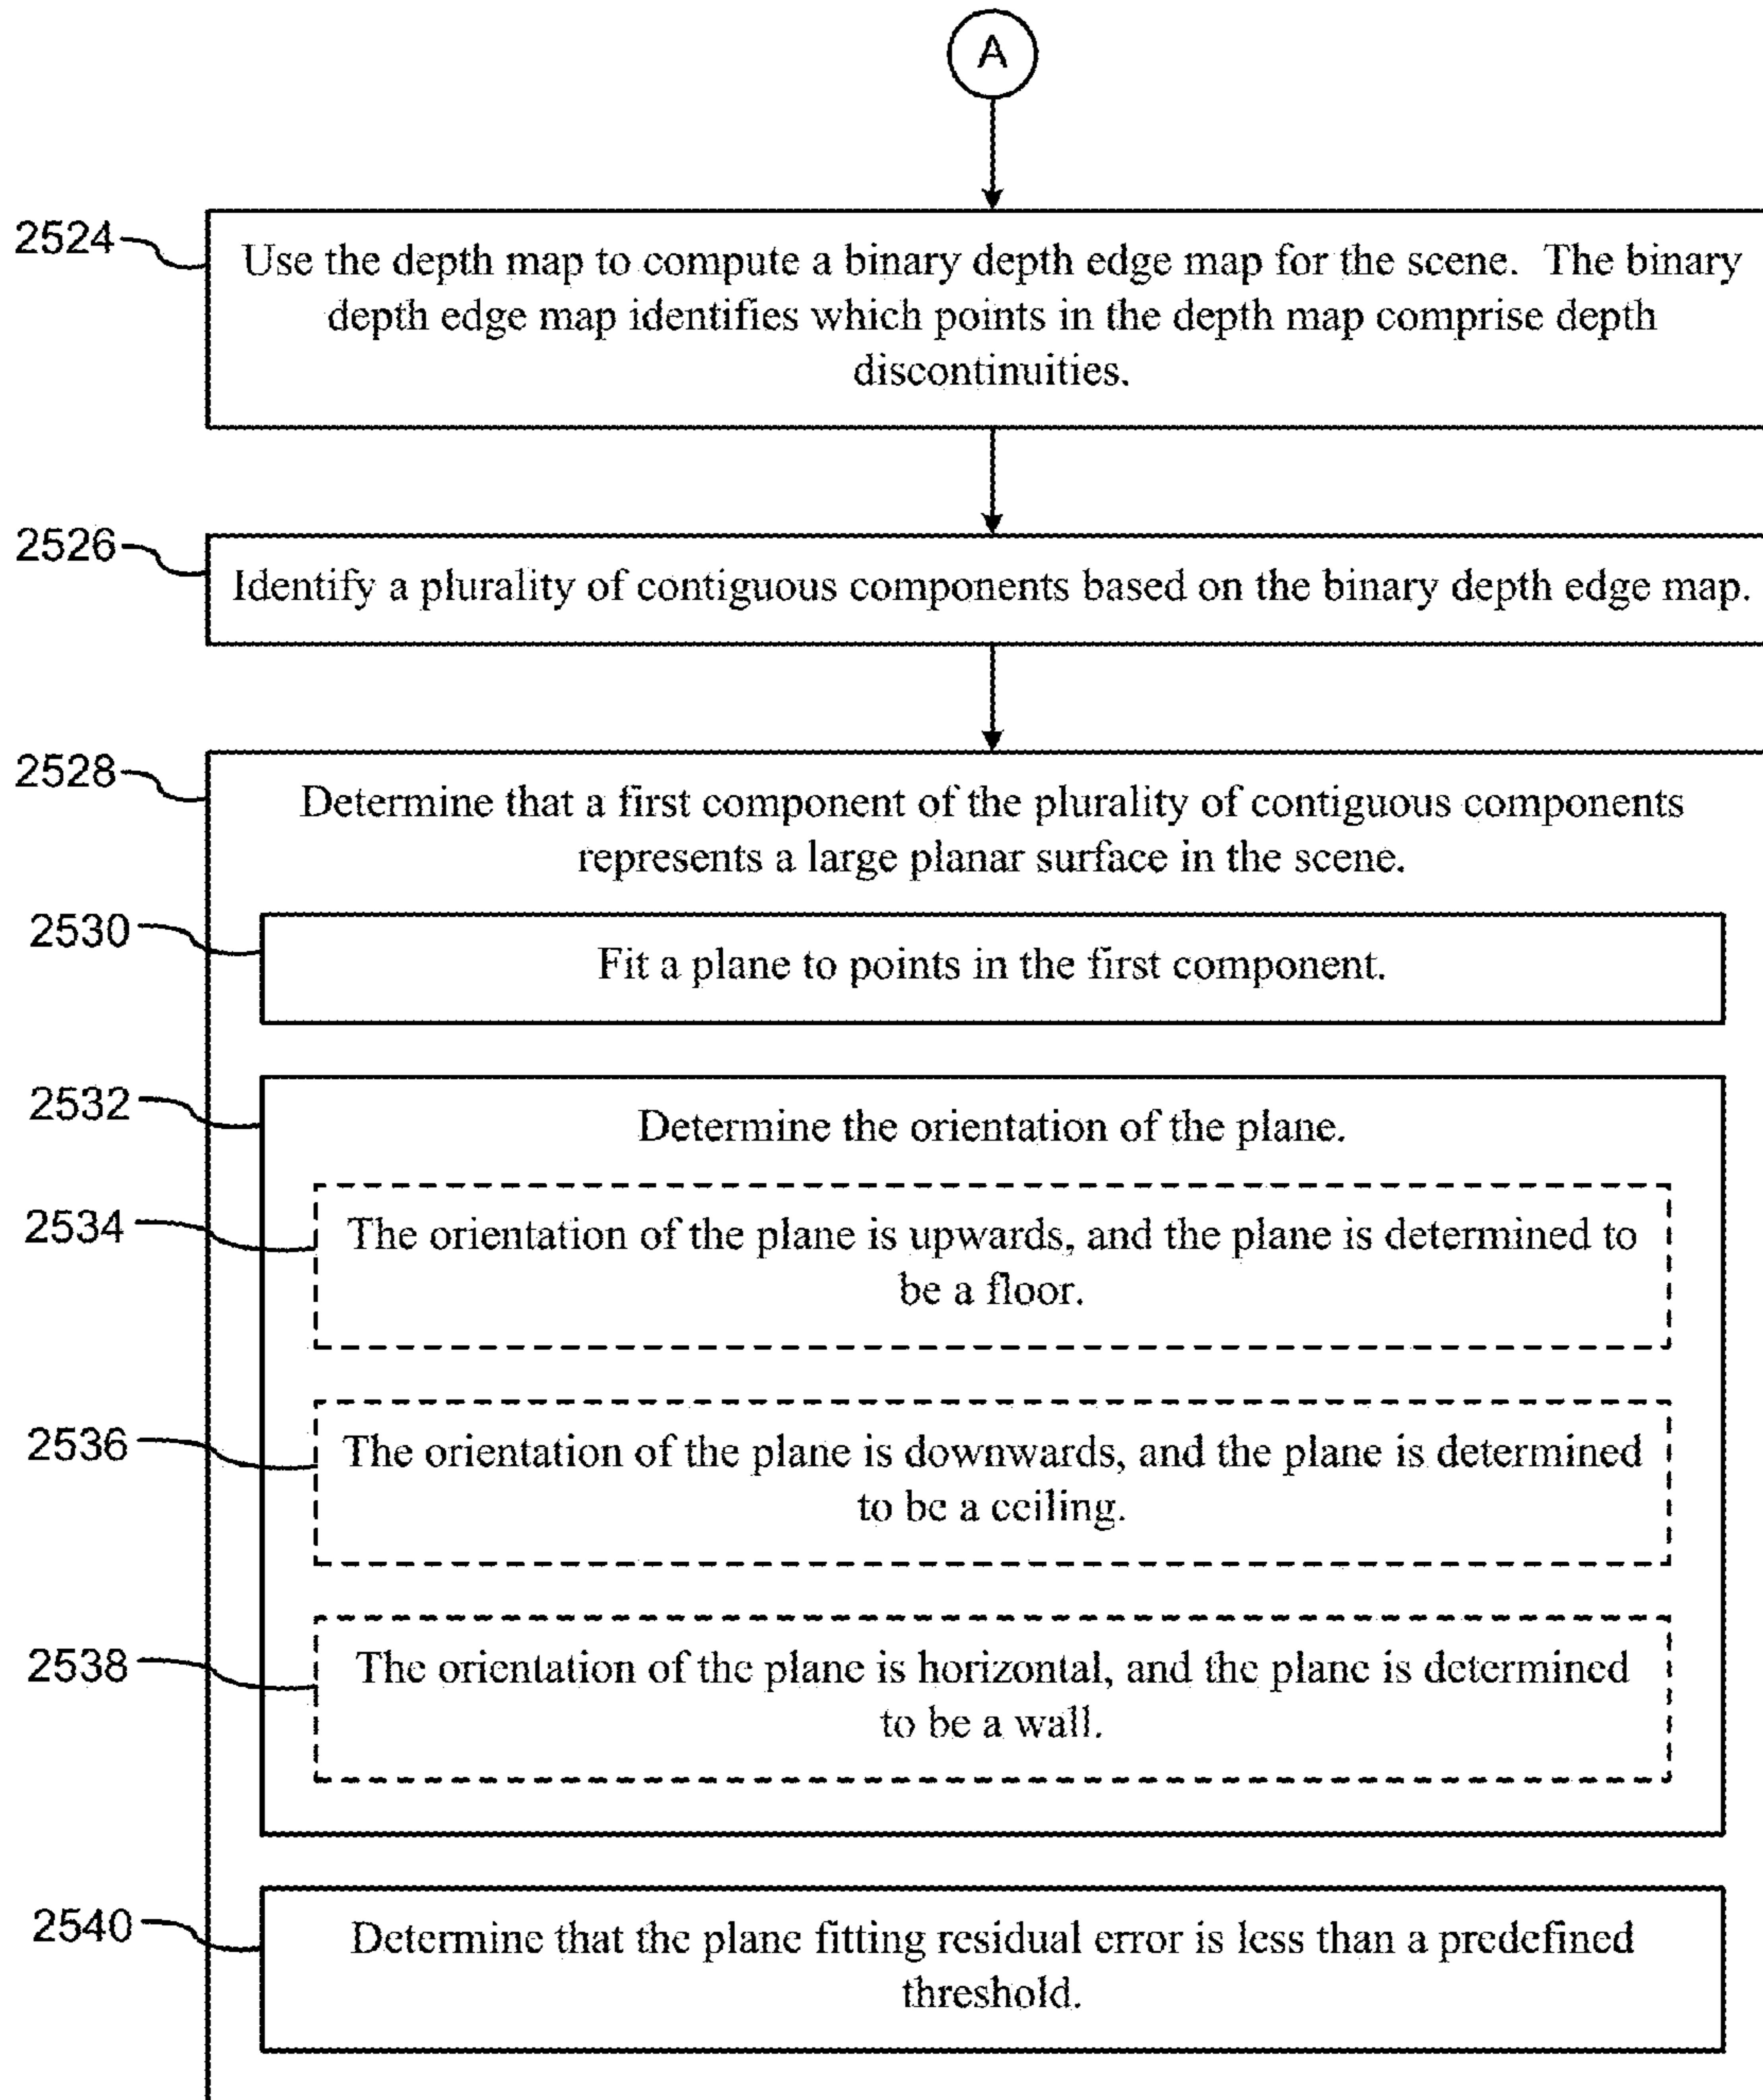 A
2524
Use the depth map to compute a binary depth edge map for the scene. The binary
depth edge map identifies which points in the depth map comprise depth
discontinuities.
2526
Identify a plurality of contiguous components based on the binary depth edge map.
2528
Determine that a first component of the plurality of contiguous components
represents a large planar surface in the scene.
2530
Fit a plane to points in the first component.
2532
Determine the orientation of the plane.
2534
The orientation of the plane is upwards, and the plane is determined to
be a floor.
2536
The orientation of the plane is downwards, and the plane is determined
to be a ceiling.
2538
The orientation of the plane is horizontal, and the plane is determined
to be a wall.
2540
Determine that the plane fitting residual error is less than a predefined
threshold.